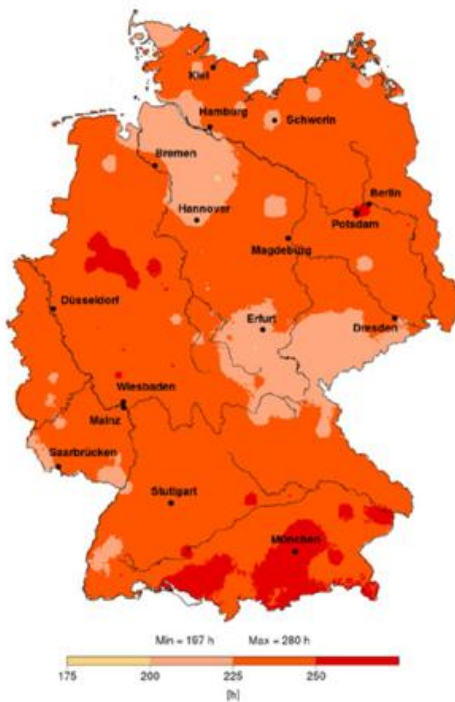 Kiel
Hamburg
Schwerin
Bremen
Berlin
Hannover
Potsdam
Magdeburg
Düsseldorf
Erfurt
Dresden
Wiesbaden
Mainz
Saarbrücken
Stuttgart
München
Min = 197 h Max = 280 h
175 200 225 235 250
[h]